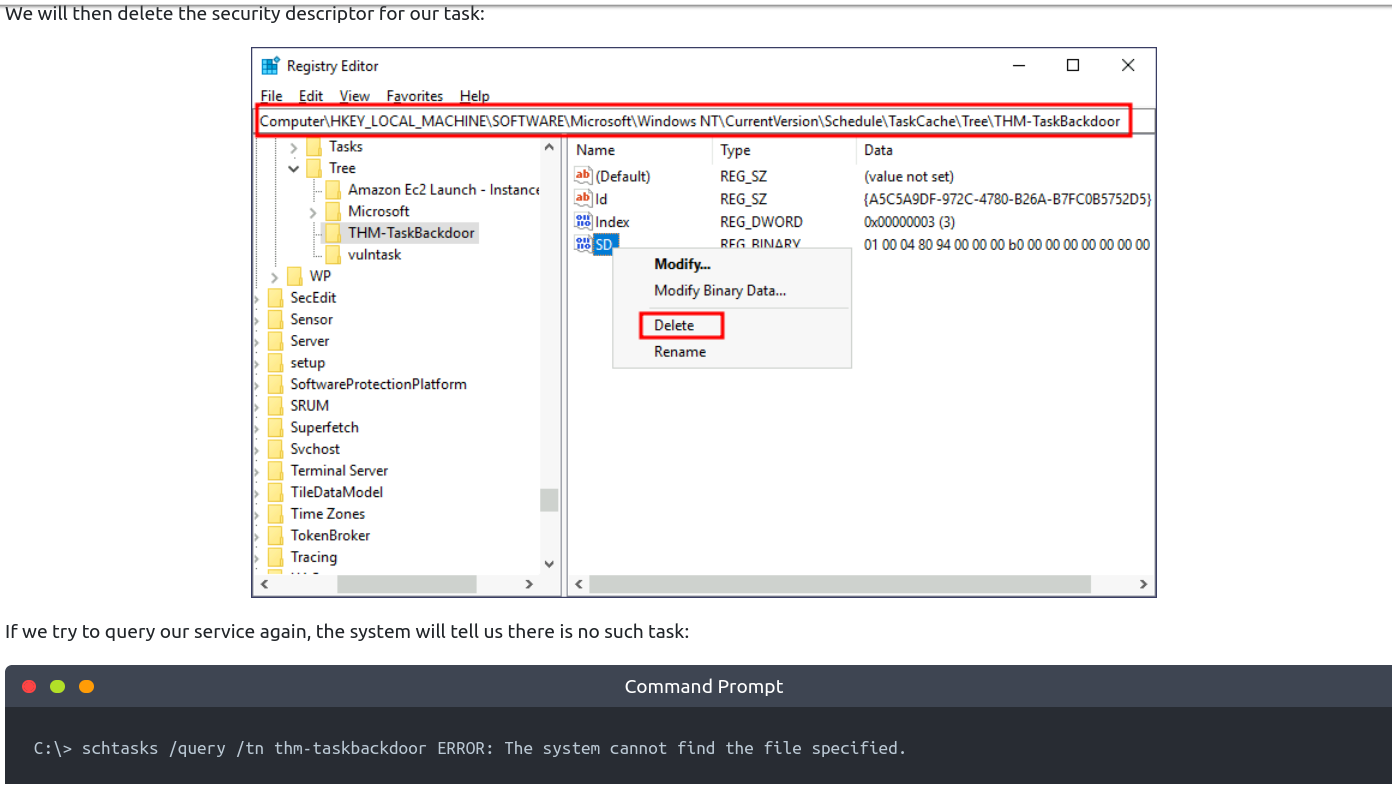 We will then delete the security descriptor for our task:
Registry Editor
File Edit View Favorites Help
Computer\HKEY_LOCAL_MACHINE\SOFTWARE\Microsoft\Windows NT\CurrentVersion\Schedule\TaskCache\Tree\THM-TaskBackdoor
Tasks
Tree
Amazon Ec2 Launch - Instance
Microsoft
THM-TaskBackdoor
vulntask
WP
SecEdit
Sensor
Server
setup
SoftwareProtectionPlatform
SRUM
Superfetch
Svchost
Terminal Server
TileDataModel
Time Zones
TokenBroker
Tracing
Name Type Data
(Default) REG_SZ (value not set)
Id REG_SZ {A5C5A9DF-972C-4780-B26A-B7FC0B5752D5}
Index REG_DWORD 0x00000003 (3)
SD REG_BINARY 01 00 04 80 94 00 00 00 b0 00 00 00 00 00 00 00
Modify...
Modify Binary Data...
Delete
Rename
If we try to query our service again, the system will tell us there is no such task:
Command Prompt
C:\> schtasks /query /tn thm-taskbackdoor ERROR: The system cannot find the file specified.